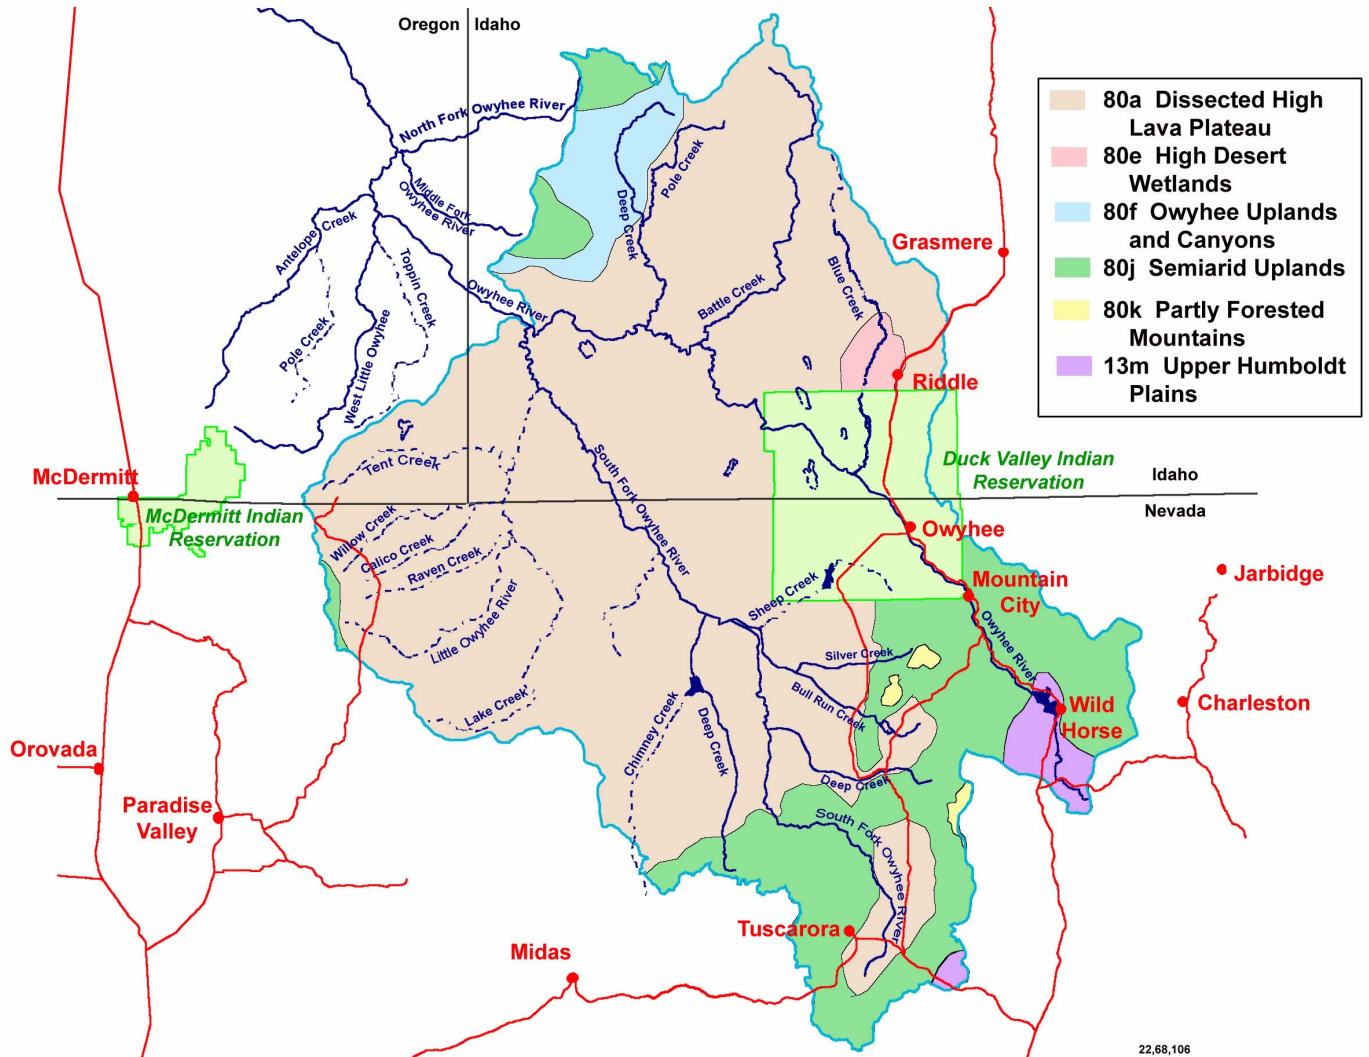 Oregon
Idaho
North Fork Owyhee River
Middle Fork
Owyhee River
Antelope Creek
Toppin Creek
Pole Creek
West Little Owyhee
Owyhee River
Deep Creek
Pole Creek
Battle Creek
Blue Creek
Grasmere
Riddle
80a Dissected High
Lava Plateau
80e High Desert
Wetlands
80f Owyhee Uplands
and Canyons
80j Semiarid Uplands
80k Partly Forested
Mountains
13m Upper Humboldt
Plains
McDermitt
McDermitt Indian
Reservation
Tent Creek
South Fork Owyhee River
Duck Valley Indian
Reservation
Idaho
Nevada
Willow Creek
Calico Creek
Raven Creek
Little Owyhee River
Lake Creek
Owyhee
Mountain
City
Jarbidge
Sheep Creek
Owyhee River
Silver Creek
Bull Run Creek
Wild
Horse
Charleston
Chimney Creek
Deep Creek
Deep Creek
South Fork Owyhee River
Orovada
Paradise
Valley
Tuscarora
Midas
22,68,106